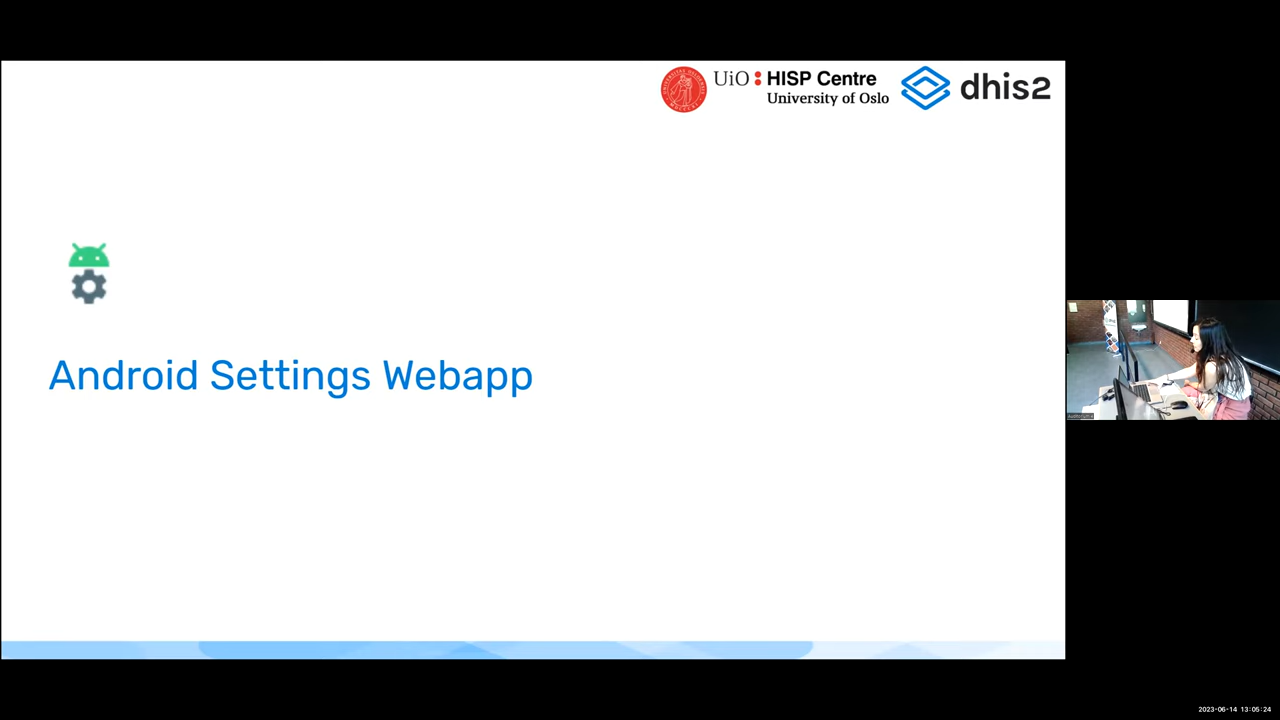 UiO HISP Centre
University of Oslo
dhis2
Android Settings Webapp
2023-06-14 13:05:24